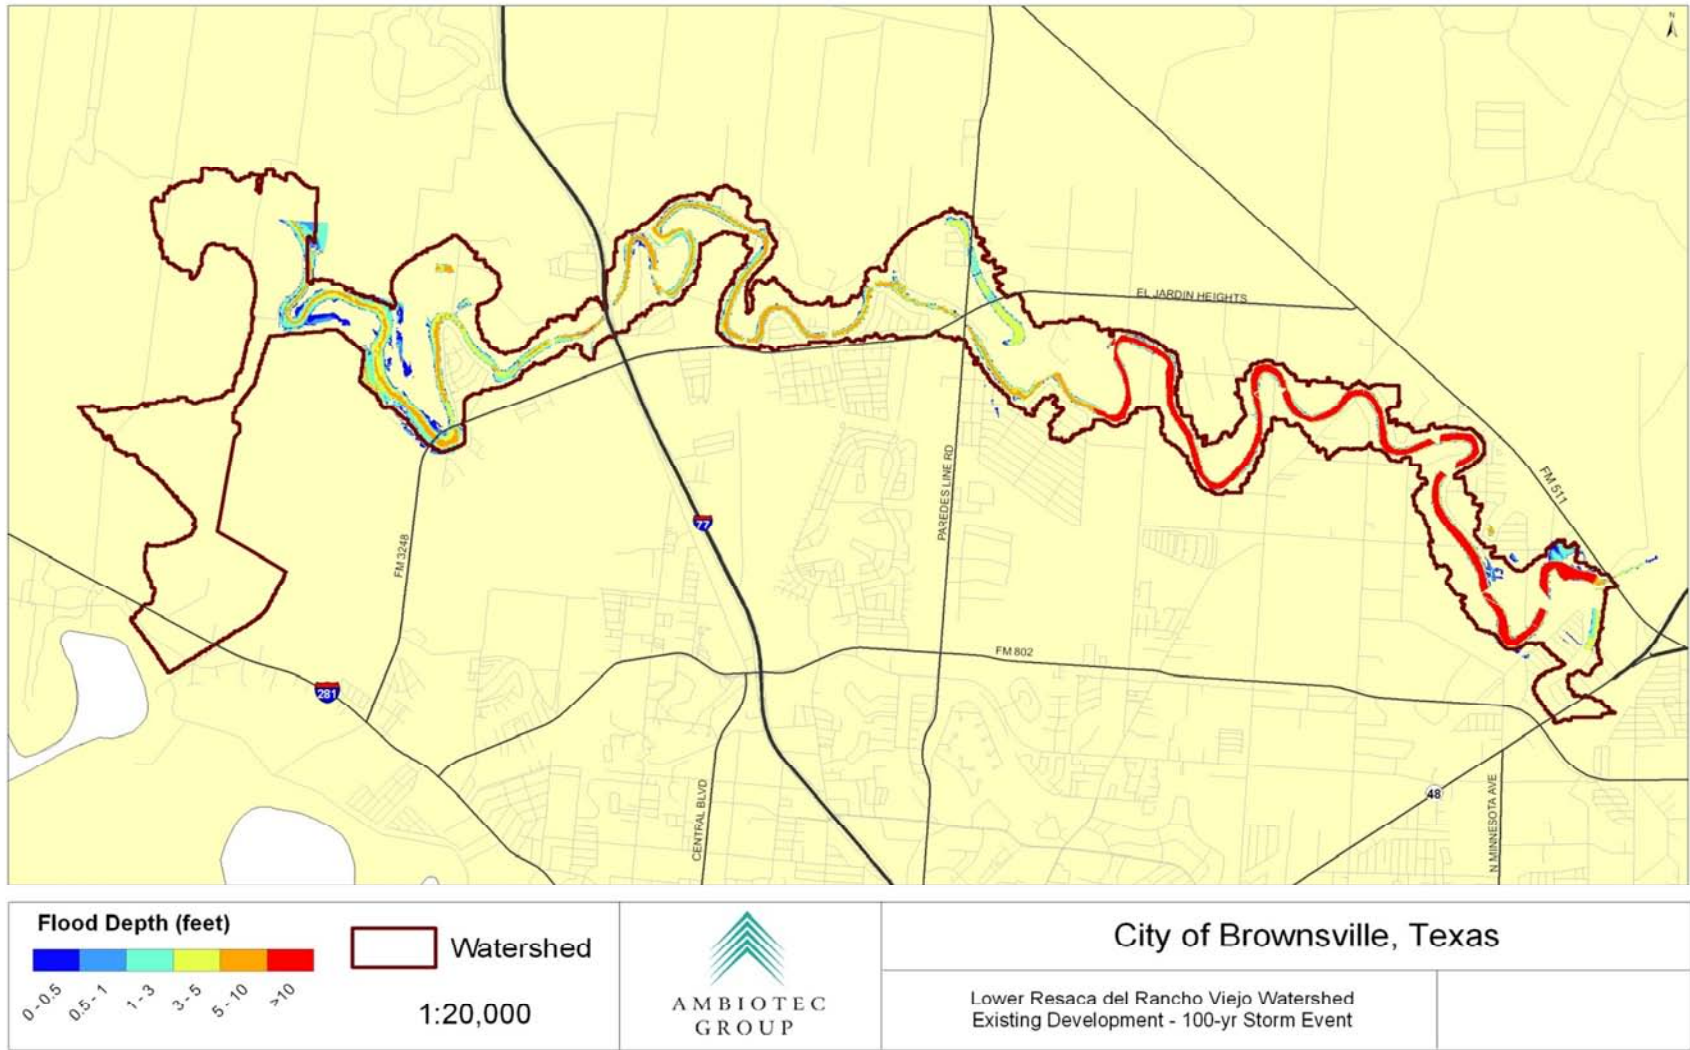 N
EL JARDIN HEIGHTS
PAREDES LINE RD
FM 511
FM 3248
77
FM 802
281
CENTRAL BLVD
48
N MINNESOTA AVE
Flood Depth (feet)
0 - 0.5
0.5 - 1
1 - 3
3 - 5
5 - 10
>10
Watershed
1:20,000
AMBIOTEC
GROUP
City of Brownsville, Texas
Lower Resaca del Rancho Viejo Watershed
Existing Development - 100-yr Storm Event